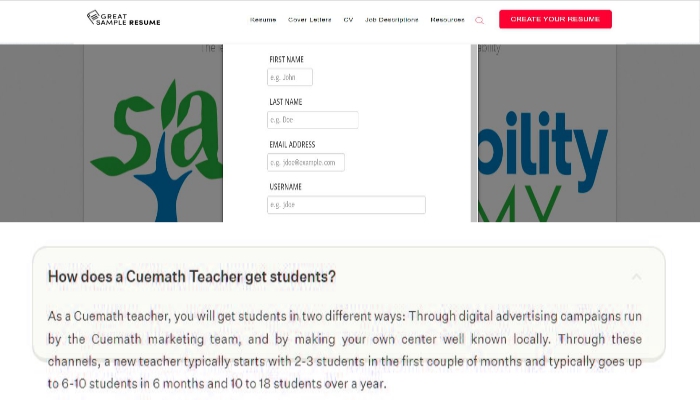 GREAT
SAMPLE RESUME
Resume Cover Letters CV Job Descriptions Resources CREATE YOUR RESUME
The
ability
FIRST NAME
e.g. John
LAST NAME
e.g. Doe
EMAIL ADDRESS
e.g. jdoe@example.com
USERNAME
e.g. jdoe
sta
bility
MY
How does a Cuemath Teacher get students?
As a Cuemath teacher, you will get students in two different ways: Through digital advertising campaigns run
by the Cuemath marketing team, and by making your own center well known locally. Through these
channels, a new teacher typically starts with 2-3 students in the first couple of months and typically goes up
to 6-10 students in 6 months and 10 to 18 students over a year.